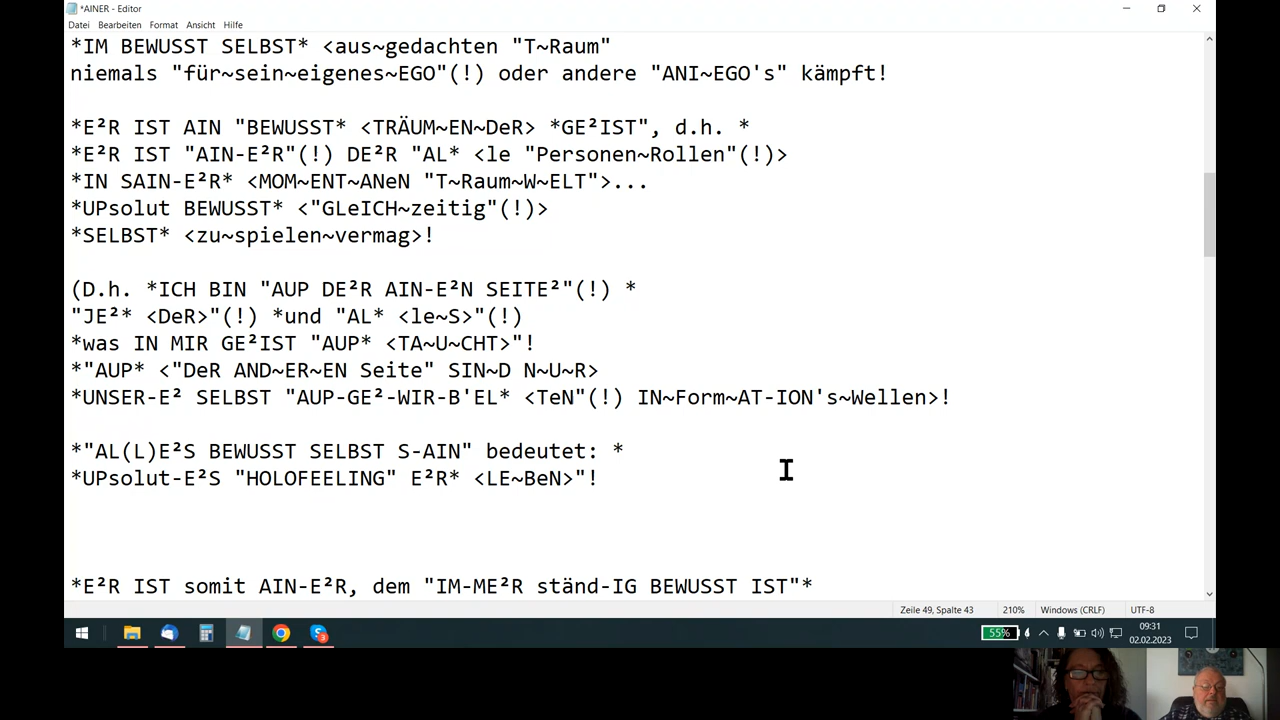 *AINER - Editor
Datei Bearbeiten Format Ansicht Hilfe
*IM BEWUSST SELBST* <aus~gedachten "T~Raum"
niemals "für~sein~eigenes~EGO"(!) oder andere "ANI~EGO's" kämpft!
*E²R IST AIN "BEWUSST* <TRÄUM~EN~DeR> *GE²IST", d.h. *
*E²R IST "AIN-E²R"(!) DE²R "AL* <le "Personen~Rollen"(!)>
*IN SAIN-E²R* <MOM~ENT~ANeN "T~Raum~W~ELT">...
*UPsolut BEWUSST* <"GLeICH~zeitig"(!)>
*SELBST* <zu~spielen~vermag>!
(D.h. *ICH BIN "AUP DE²R AIN-E²N SEITE²"(!) *
"JE²* <DeR>"(!) *und "AL* <le~S>"(!)
*was IN MIR GE²IST "AUP* <TA~U~CHT>"!
*"AUP* <"DeR AND~ER~EN Seite" SIN~D N~U~R>
*UNSER-E² SELBST "AUP-GE²-WIR-B'EL* <TeN"(!) IN~Form~AT-ION's~Wellen>!
*"AL(L)E²S BEWUSST SELBST S-AIN" bedeutet: *
*UPsolut-E²S "HOLOFEELING" E²R* <LE~BeN>"!
*E²R IST somit AIN-E²R, dem "IM-ME²R ständ-IG BEWUSST IST"*
Zeile 49, Spalte 43 210% Windows (CRLF) UTF-8
55% 09:31
02.02.2023